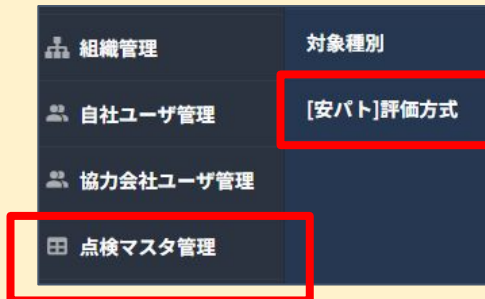 組織管理
自社ユーザ管理
協力会社ユーザ管理
点検マスタ管理
対象種別
[安パト]評価方式